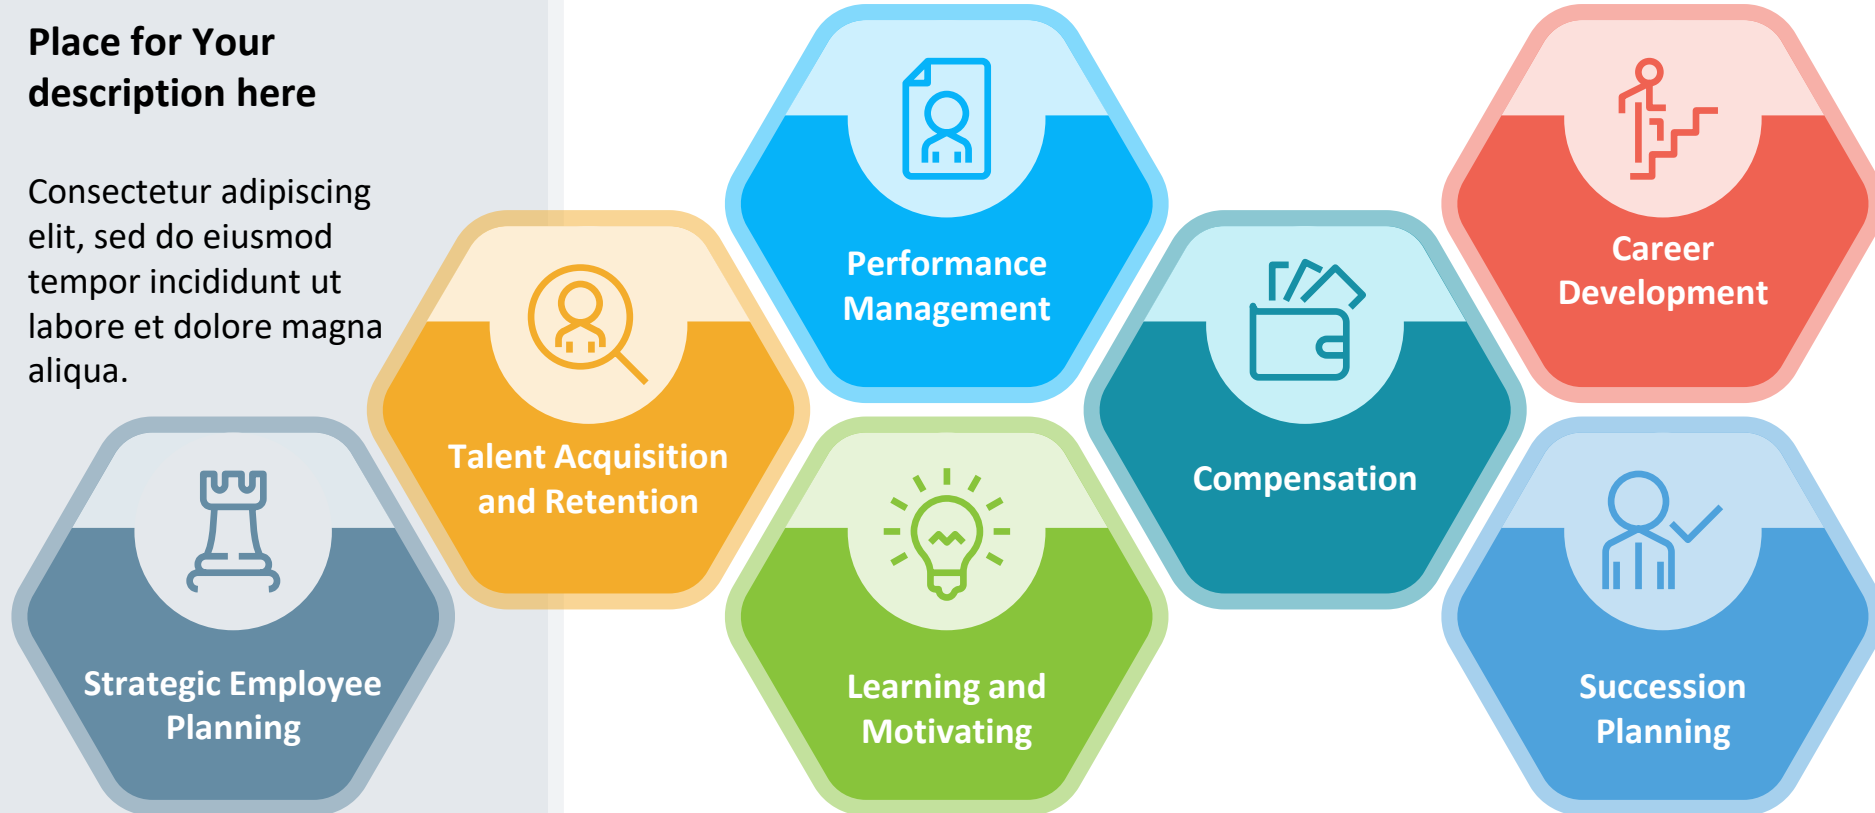 Place for Your
description here
Consectetur adipiscing
elit, sed do eiusmod
tempor incididunt ut
labore et dolore magna
aliqua.
Strategic Employee
Planning
Talent Acquisition
and Retention
Performance
Management
Learning and
Motivating
Compensation
Career
Development
Succession
Planning